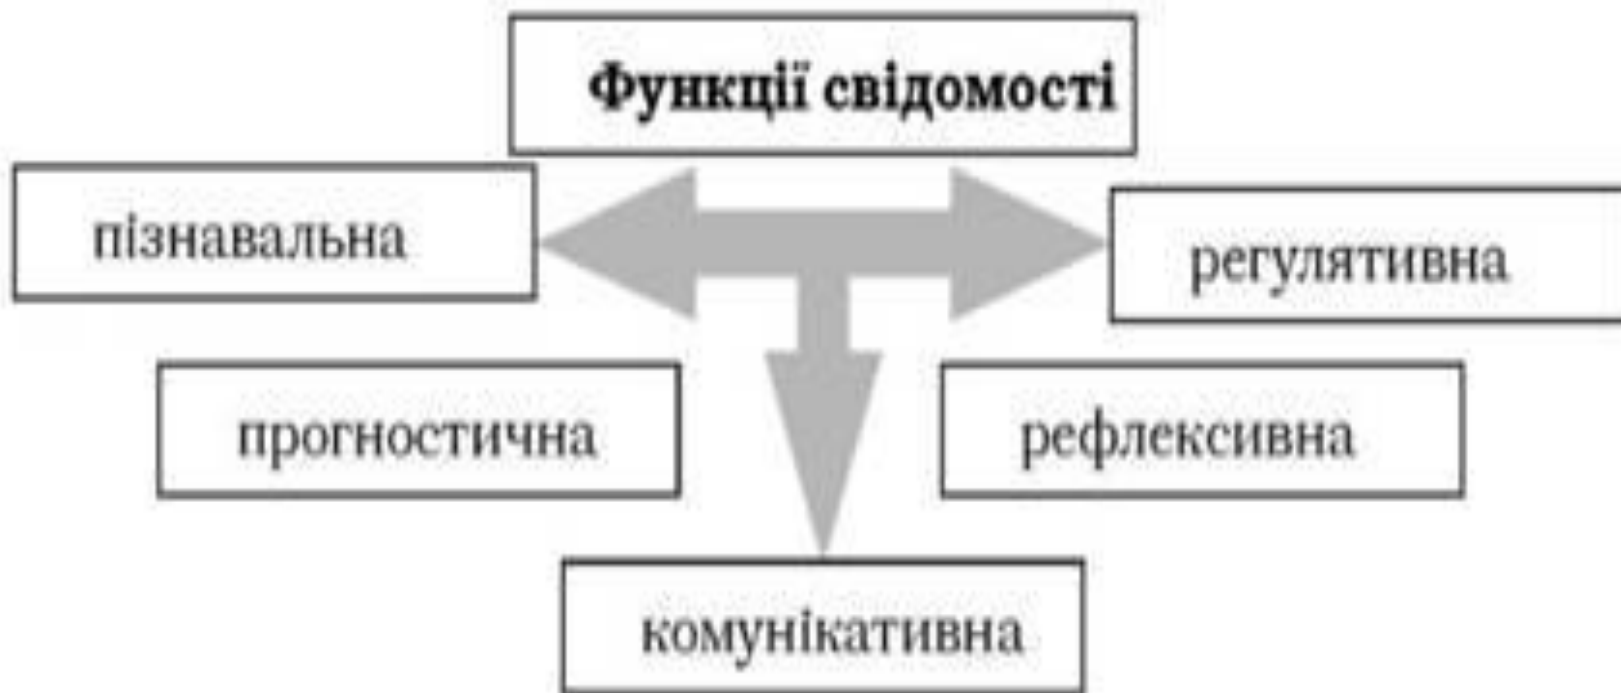 Функції свідомості
пізнавальна
регулятивна
прогностична
рефлексивна
комунікативна